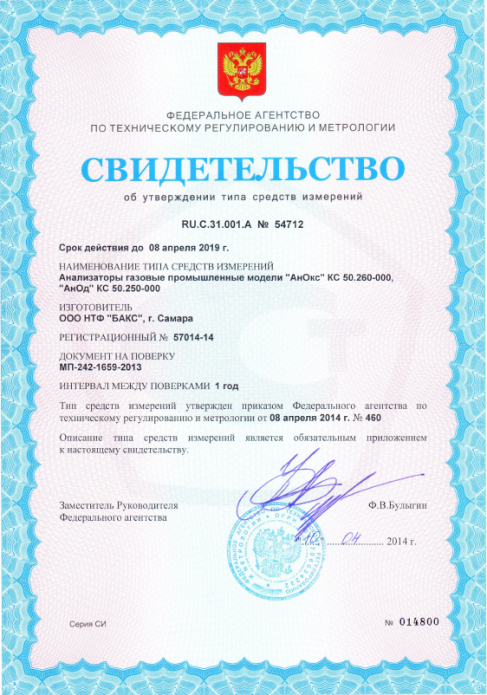 ФЕДЕРАЛЬНОЕ АГЕНТСТВО
ПО ТЕХНИЧЕСКОМУ РЕГУЛИРОВАНИЮ И МЕТРОЛОГИИ
СВИДЕТЕЛЬСТВО
об утверждении типа средств измерений
RU.C.31.001.A № 54712
Срок действия до 08 апреля 2019 г.
НАИМЕНОВАНИЕ ТИПА СРЕДСТВ ИЗМЕРЕНИЙ
Анализаторы газовые промышленные модели "АнОкс" КС 50.260-000,
"АнОд" КС 50.250-000
ИЗГОТОВИТЕЛЬ
ООО НТФ "БАКС", г. Самара
РЕГИСТРАЦИОННЫЙ № 57014-14
ДОКУМЕНТ НА ПОВЕРКУ
МП-242-1659-2013
ИНТЕРВАЛ МЕЖДУ ПОВЕРКАМИ 1 год
Тип средств измерений утвержден приказом Федерального агентства по
техническому регулированию и метрологии от 08 апреля 2014 г. № 460
Описание типа средств измерений является обязательным приложением
к настоящему свидетельству.
Заместитель Руководителя
Федерального агентства
Ф.В.Булыгин
"10" 04 2014 г.
Серия СИ
№ 014800